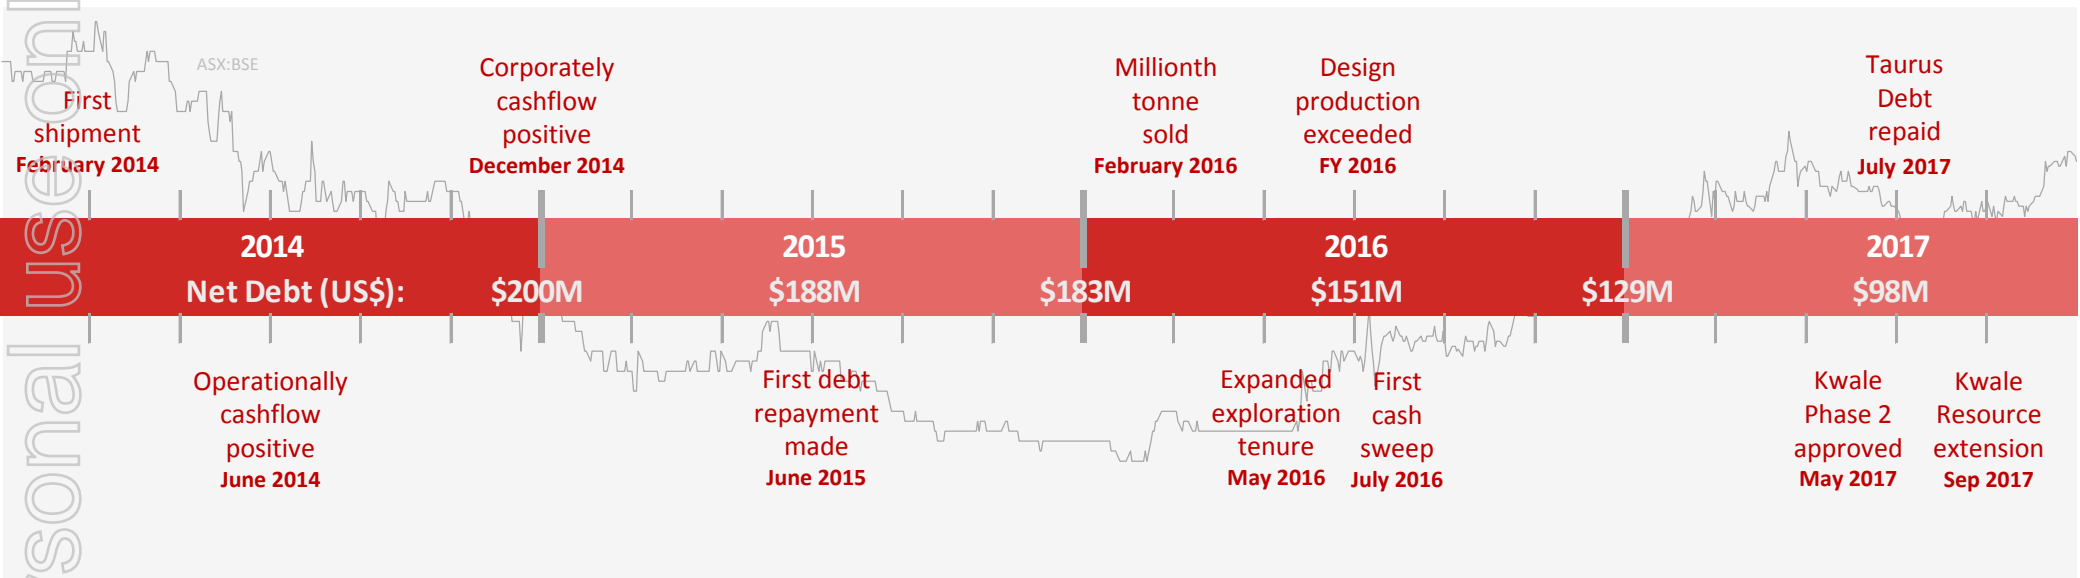 ASX:BSE
First
shipment
February 2014
Corporately
cashflow
positive
December 2014
Millionth
tonne
sold
February 2016
Design
production
exceeded
FY 2016
Taurus
Debt
repaid
July 2017
2014
2015
2016
2017
Net Debt (US$): $200M $188M $183M $151M $129M $98M
Operationally
cashflow
positive
June 2014
First debt
repayment
made
June 2015
Expanded
exploration
tenure
May 2016
First
cash
sweep
July 2016
Kwale
Phase 2
approved
May 2017
Kwale
Resource
extension
Sep 2017
rsonal use onl